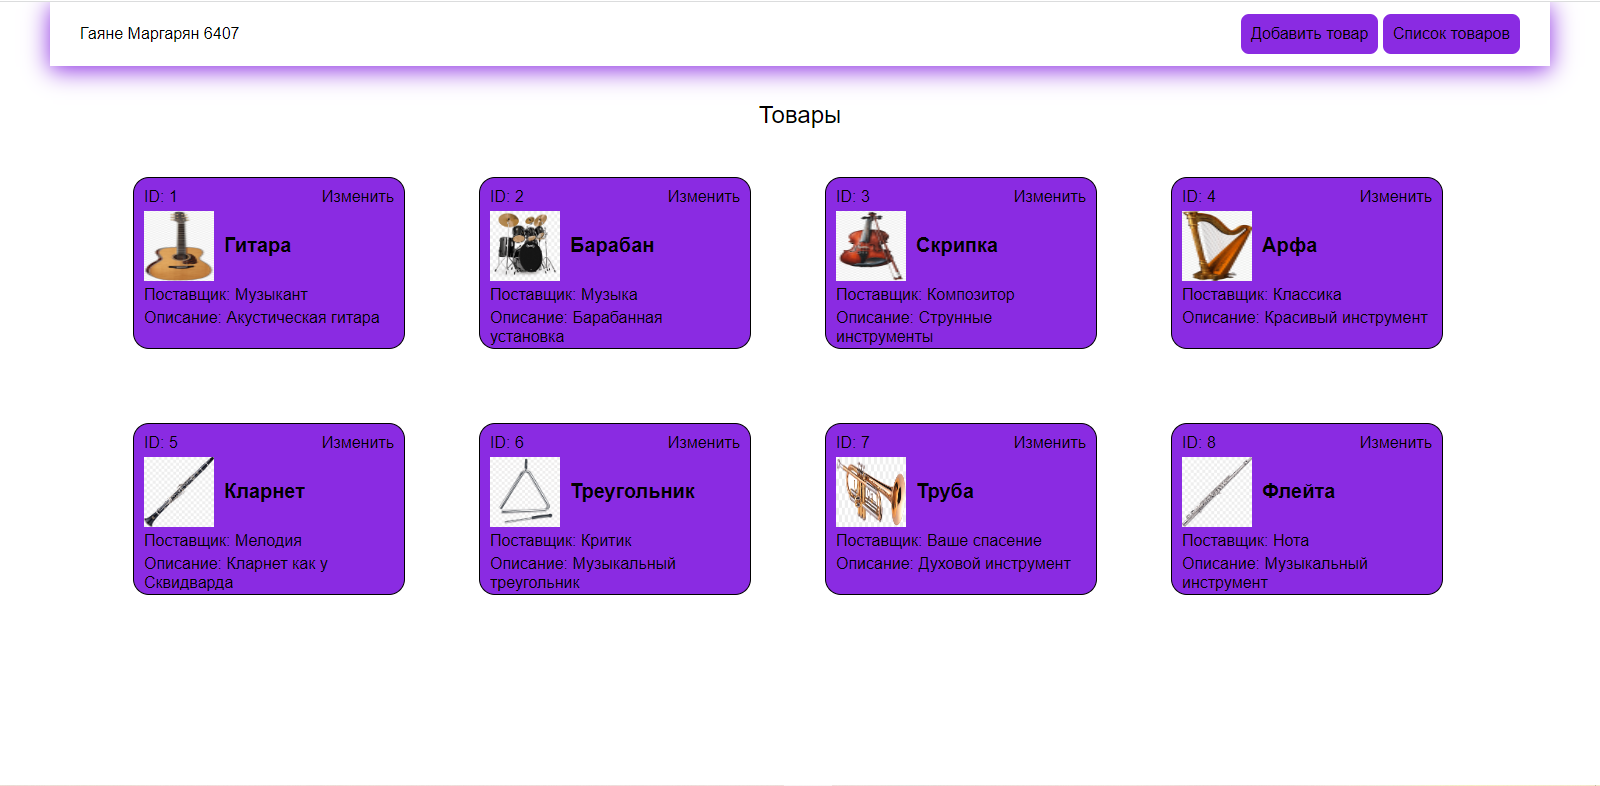 Гаяне Маргарян 6407
Добавить товар
Список товаров
Товары
ID: 1
Изменить
Гитара
Поставщик: Музыкант
Описание: Акустическая гитара
ID: 2
Изменить
Барабан
Поставщик: Музыка
Описание: Барабанная
установка
ID: 3
Изменить
Скрипка
Поставщик: Композитор
Описание: Струнные
инструменты
ID: 4
Изменить
Арфа
Поставщик: Классика
Описание: Красивый инструмент
ID: 5
Изменить
Кларнет
Поставщик: Мелодия
Описание: Кларнет как у
Сквидварда
ID: 6
Изменить
Треугольник
Поставщик: Критик
Описание: Музыкальный
треугольник
ID: 7
Изменить
Труба
Поставщик: Ваше спасение
Описание: Духовой инструмент
ID: 8
Изменить
Флейта
Поставщик: Нота
Описание: Музыкальный
инструмент